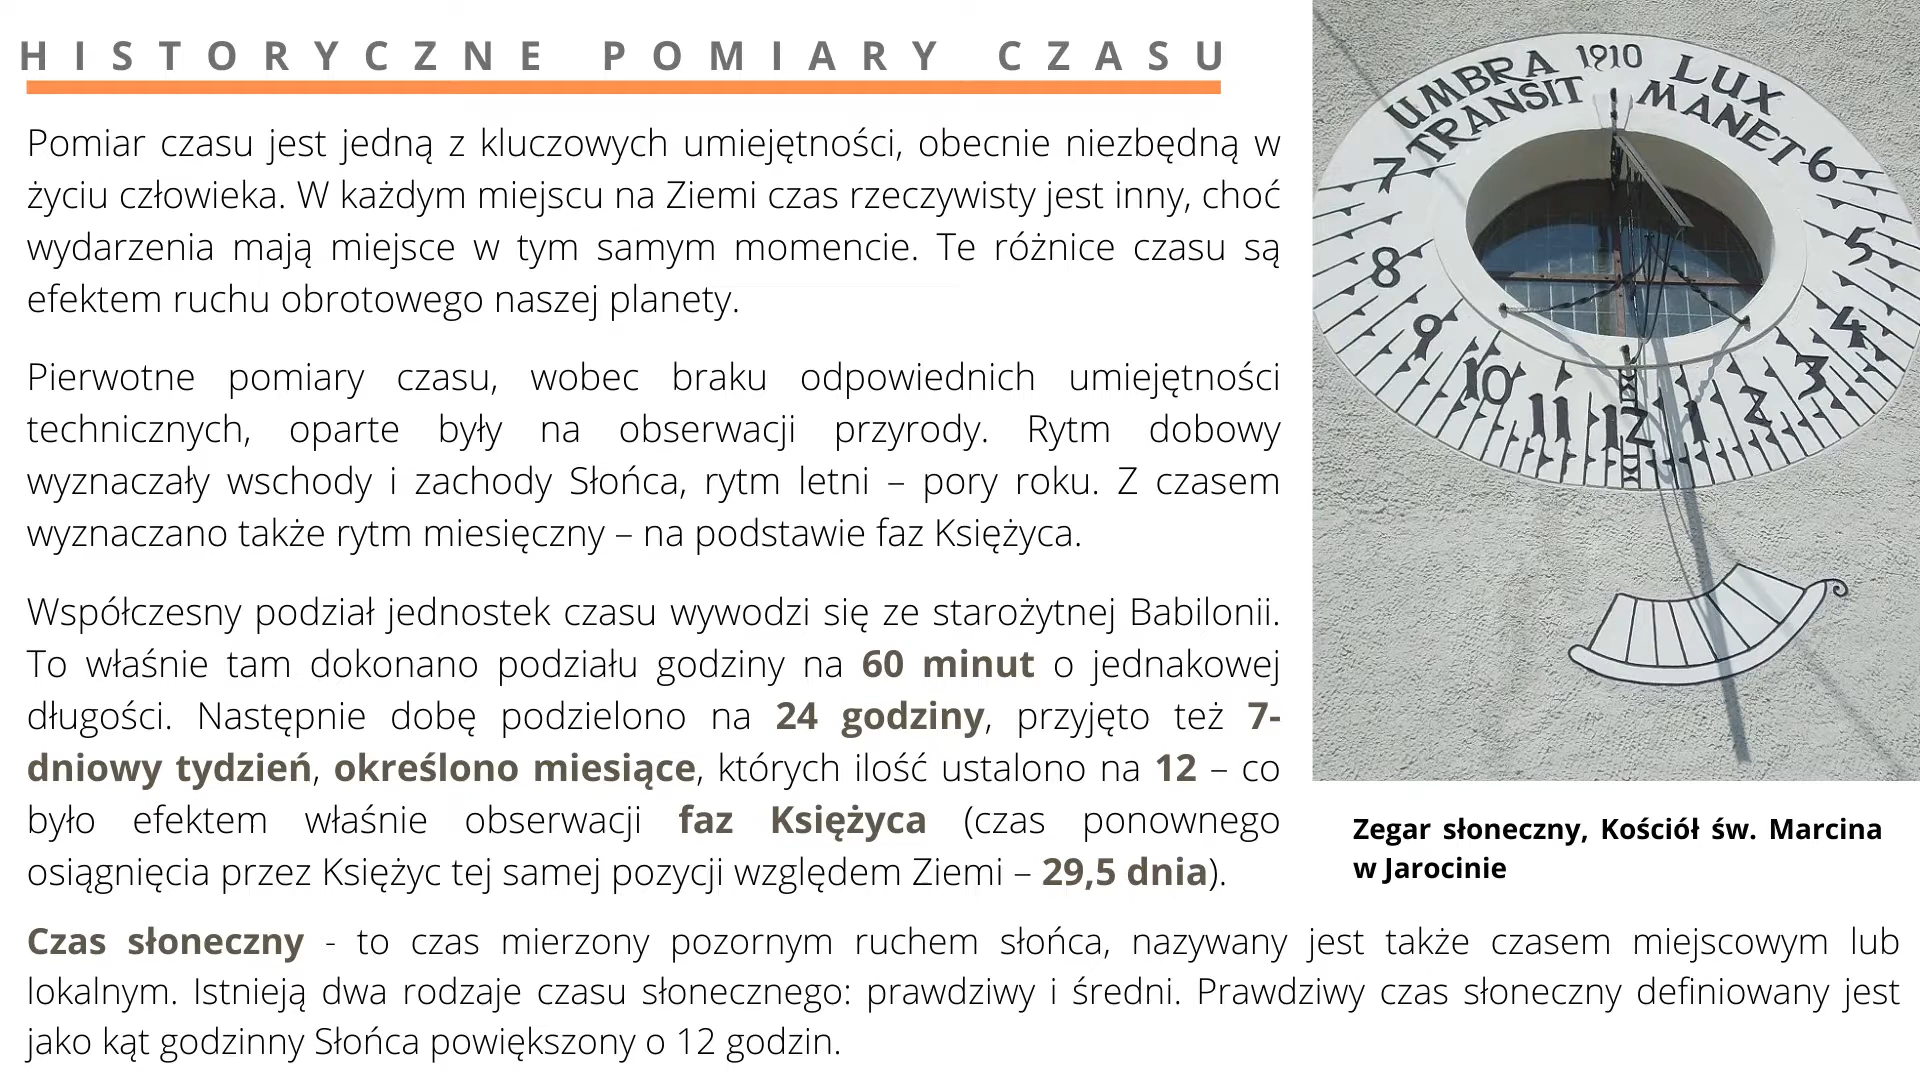 HISTORYCZNE POMIARY CZASU
Pomiar czasu jest jedną z kluczowych umiejętności, obecnie niezbędną w
życiu człowieka. W każdym miejscu na Ziemi czas rzeczywisty jest inny, choć
wydarzenia mają miejsce w tym samym momencie. Te różnice czasu są
efektem ruchu obrotowego naszej planety.
Pierwotne pomiary czasu, wobec braku odpowiednich umiejętności
technicznych, oparte były na obserwacji przyrody. Rytm dobowy
wyznaczały wschody i zachody Słońca, rytm letni – pory roku. Z czasem
wyznaczano także rytm miesięczny – na podstawie faz Księżyca.
Współczesny podział jednostek czasu wywodzi się ze starożytnej Babilonii.
To właśnie tam dokonano podziału godziny na 60 minut o jednakowej
długości. Następnie dobę podzielono na 24 godziny, przyjęto też 7-
dniowy tydzień, określono miesiące, których ilość ustalono na 12 – co
było efektem właśnie obserwacji faz Księżyca (czas ponownego
osiągnięcia przez Księżyc tej samej pozycji względem Ziemi – 29,5 dnia).
Czas słoneczny - to czas mierzony pozornym ruchem słońca, nazywany jest także czasem miejscowym lub
lokalnym. Istnieją dwa rodzaje czasu słonecznego: prawdziwy i średni. Prawdziwy czas słoneczny definiowany jest
jako kąt godzinny Słońca powiększony o 12 godzin.
UMBRA 1910 LUX
TRANSIT MANET
7 8 9 10 11 12 1 2 3 4 5 6
Zegar słoneczny, Kościół św. Marcina
w Jarocinie